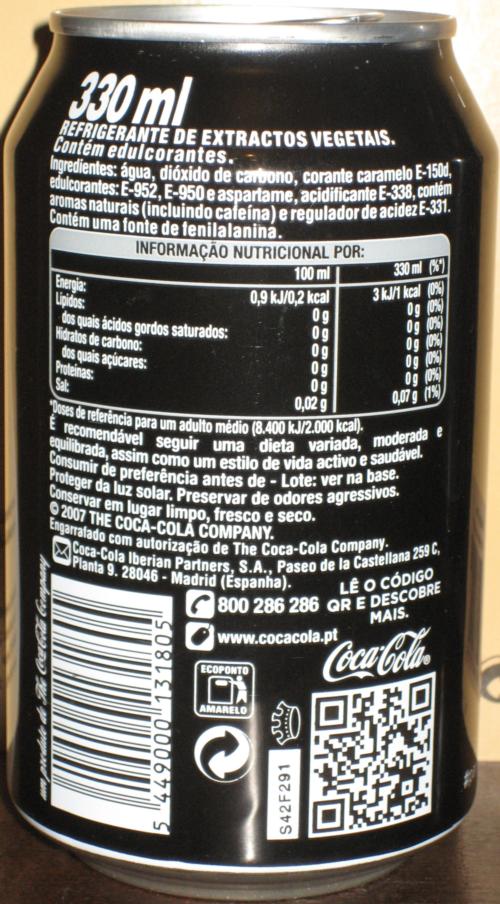 330 ml
REFRIGERANTE DE EXTRACTOS VEGETAIS.
Contém edulcorantes.
Ingredientes: água, dióxido de carbono, corante caramelo E-150d,
edulcorantes: E-952, E-950 e aspartame, acidificante E-338, contém
aromas naturais (incluindo cafeína) e regulador de acidez E-331.
Contém uma fonte de fenilalanina.
INFORMAÇÃO NUTRICIONAL POR:
100 ml 330 ml (%*)
Energia: 0,9 kJ/0,2 kcal 3 kJ/1 kcal (0%)
Lípidos: 0 g 0 g (0%)
dos quais ácidos gordos saturados: 0 g 0 g (0%)
Hidratos de carbono: 0 g 0 g (0%)
dos quais açúcares: 0 g 0 g (0%)
Proteínas: 0 g 0 g (0%)
Sal: 0,02 g 0,07 g (1%)
*Doses de referência para um adulto médio (8.400 kJ/2.000 kcal).
É recomendável seguir uma dieta variada, moderada e
equilibrada, assim como um estilo de vida activo e saudável.
Consumir de preferência antes de - Lote: ver na base.
Proteger da luz solar. Preservar de odores agressivos.
Conservar em lugar limpo, fresco e seco.
© 2007 THE COCA-COLA COMPANY.
Engarrafado com autorização de The Coca-Cola Company.
Coca-Cola Iberian Partners, S.A., Paseo de la Castellana 259 C,
Planta 9. 28046 - Madrid (Espanha).
800 286 286
www.cocacola.pt
LÊ O CÓDIGO
QR E DESCOBRE
MAIS.
Coca-Cola®
ECOPONTO
AMARELO
S42F291
5 449000 131805
um produto de The Coca-Cola Company